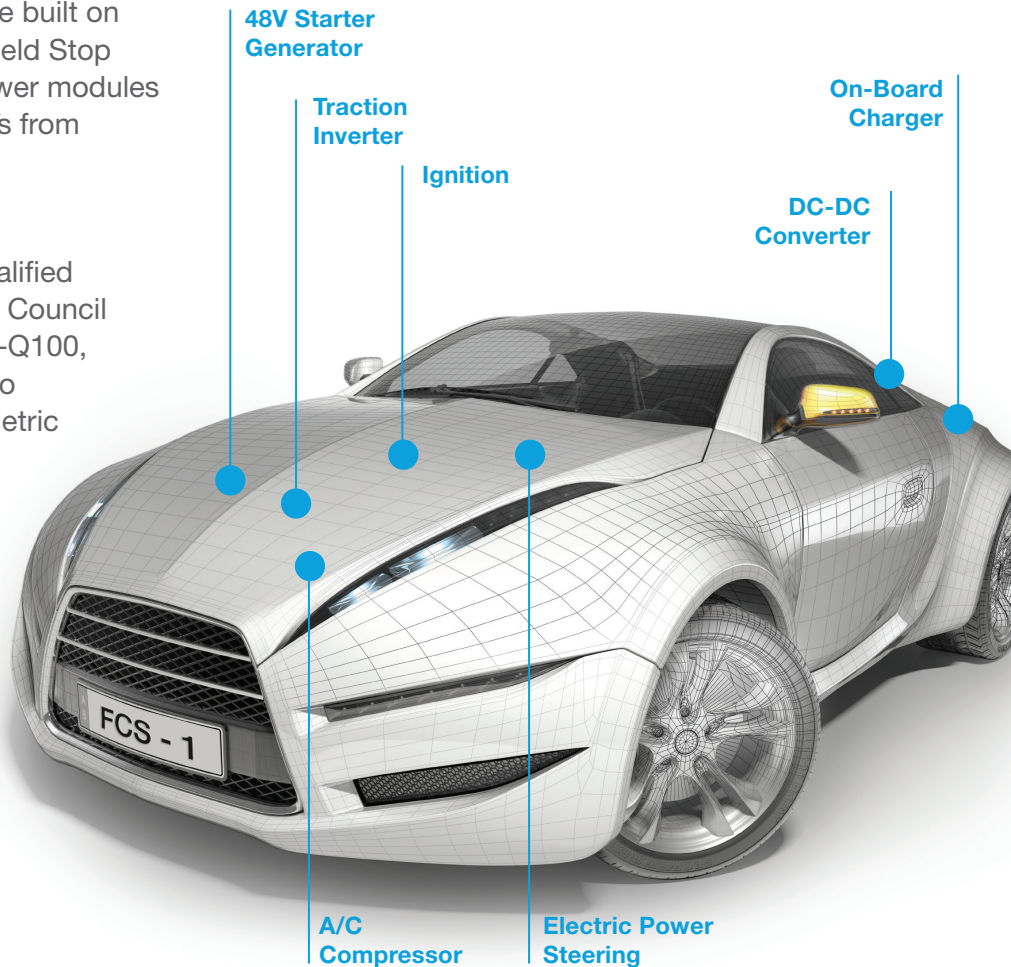 e built on
eld Stop
wer modules
s from
alified
Council
-Q100,
o
etric
48V Starter
Generator
Traction
Inverter
Ignition
On-Board
Charger
DC-DC
Converter
FCS - 1
A/C
Compressor
Electric Power
Steering